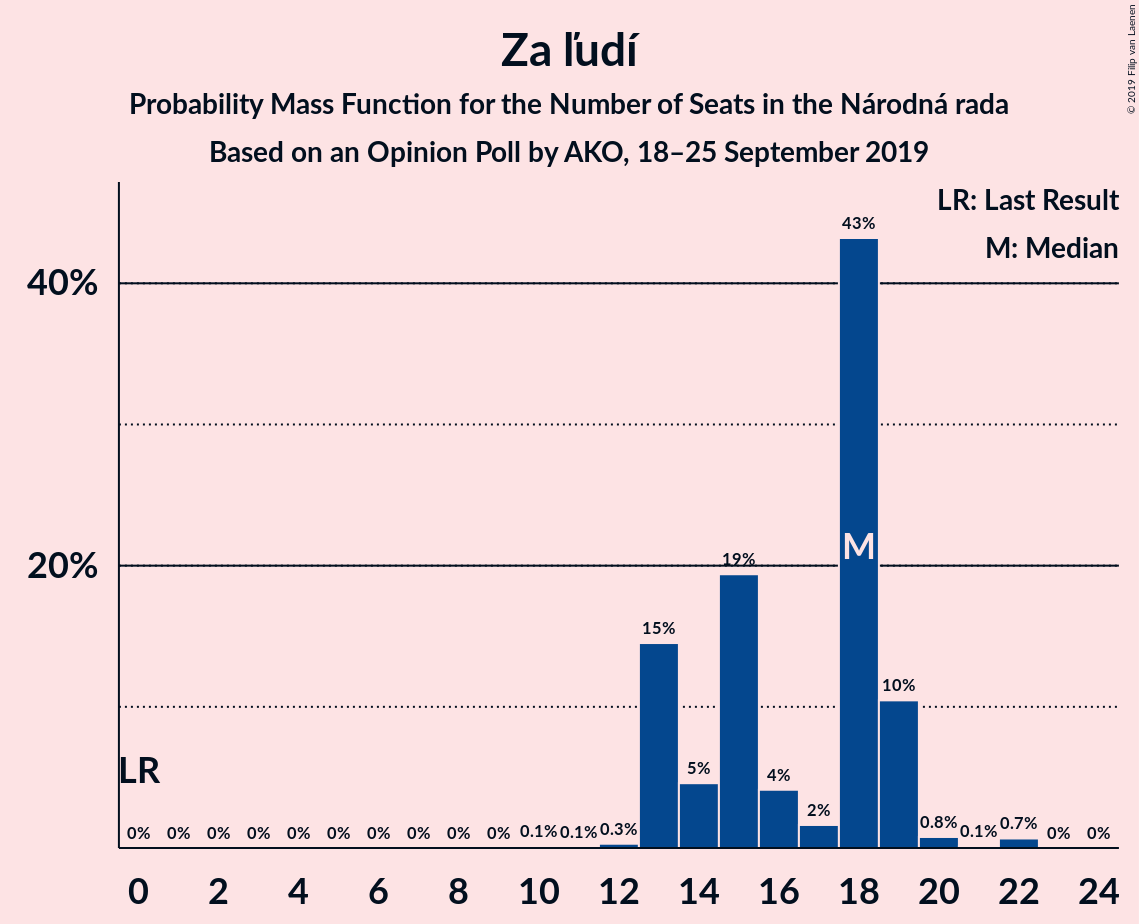 Za ľudí
Probability Mass Function for the Number of Seats in the Národná rada
Based on an Opinion Poll by AKO, 18–25 September 2019
© 2019 Filip van Laenen
LR: Last Result
M: Median
40%
20%
43%
M
19%
15%
10%
5%
4%
2%
LR
0% 0% 0% 0% 0% 0% 0% 0% 0% 0% 0.1% 0.1% 0.3% 0.8% 0.1% 0.7% 0% 0%
0 2 4 6 8 10 12 14 16 18 20 22 24